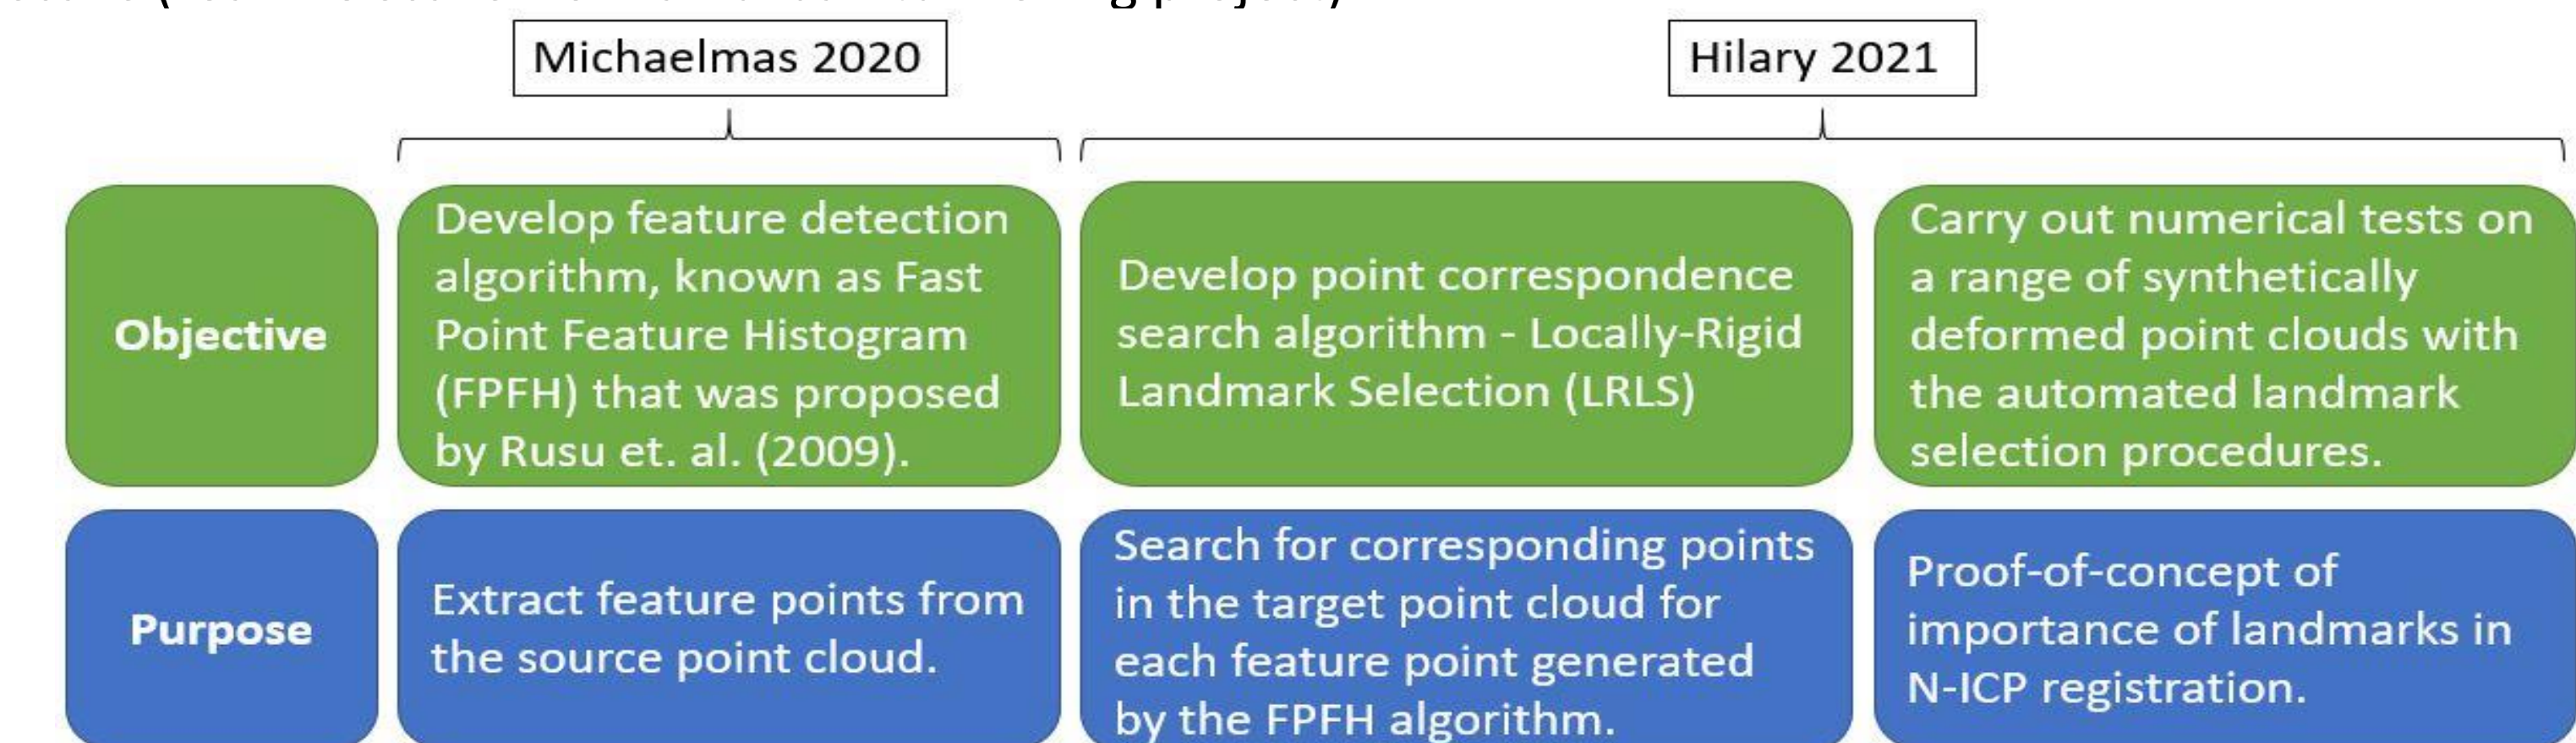 Michaelmas 2020
Hilary 2021
Objective
Develop feature detection
algorithm, known as Fast
Point Feature Histogram
(FPFH) that was proposed
by Rusu et. al. (2009).
Develop point correspondence
search algorithm - Locally-Rigid
Landmark Selection (LRLS)
Carry out numerical tests on
a range of synthetically
deformed point clouds with
the automated landmark
selection procedures.
Purpose
Extract feature points from
the source point cloud.
Search for corresponding points
in the target point cloud for
each feature point generated
by the FPFH algorithm.
Proof-of-concept of
importance of landmarks in
N-ICP registration.